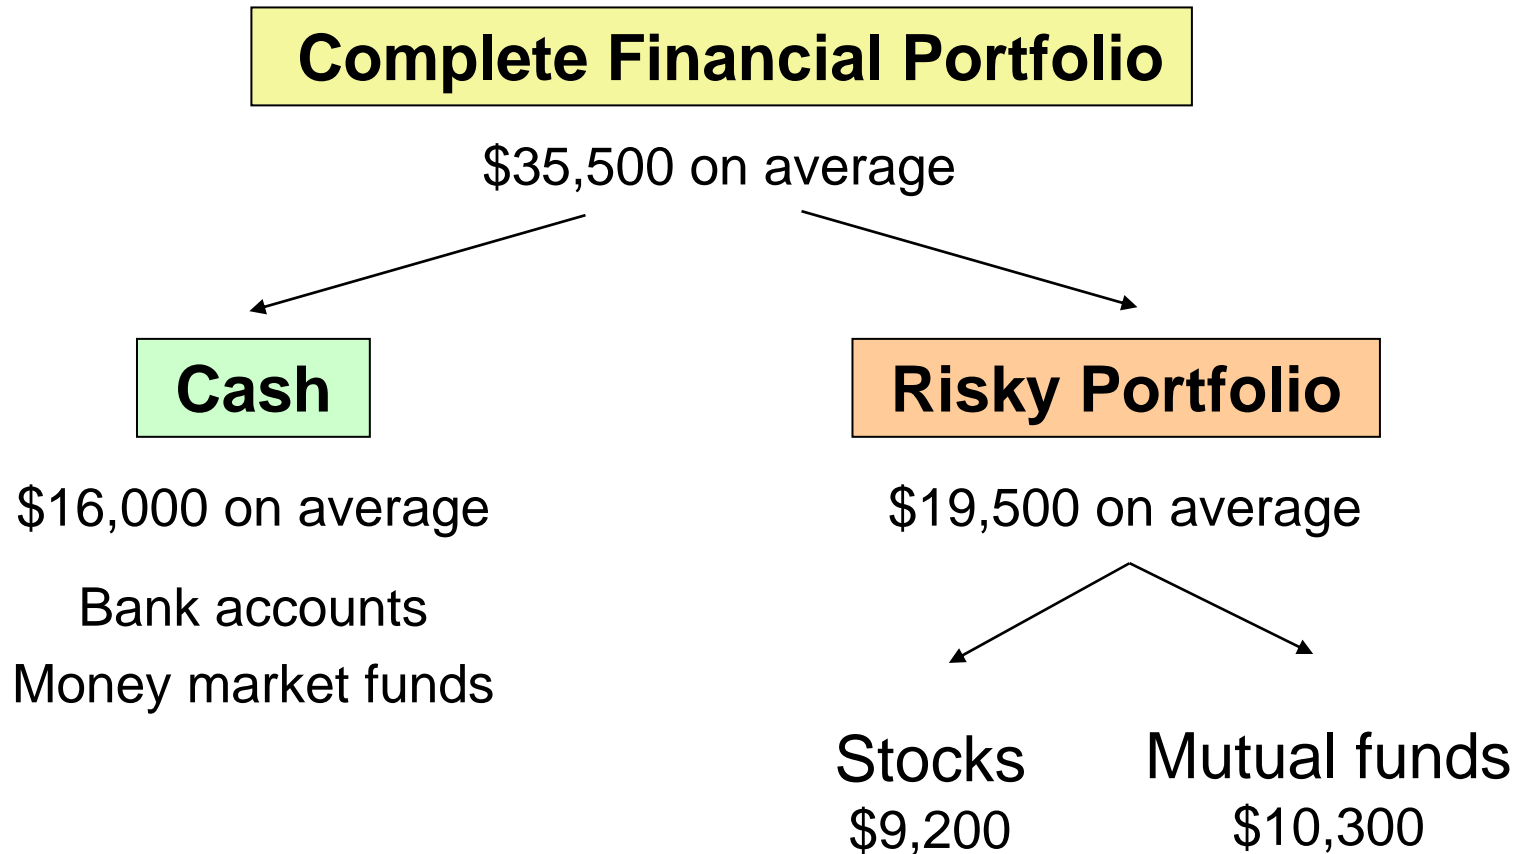 Complete Financial Portfolio
$35,500 on average
Cash
Risky Portfolio
$16,000 on average
$19,500 on average
Bank accounts
Money market funds
Stocks
Mutual funds
$9,200
$10,300